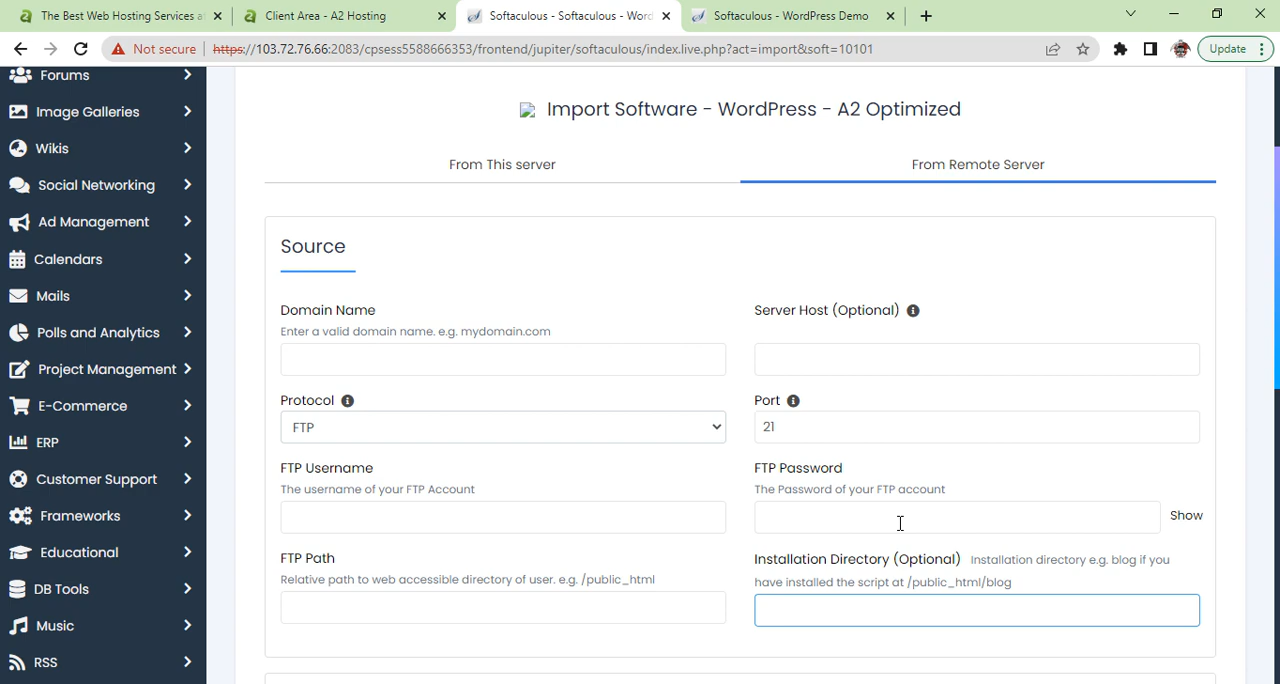 The Best Web Hosting Services a
Client Area - A2 Hosting
Softaculous - Softaculous - Wor
Softaculous - WordPress Demo
Not secure
https://103.72.76.66:2083/cpsess5588666353/frontend/jupiter/softaculous/index.live.php?act=import&soft=10101
Update
Forums
Image Galleries
Wikis
Social Networking
Ad Management
Calendars
Mails
Polls and Analytics
Project Management
E-Commerce
ERP
Customer Support
Frameworks
Educational
DB Tools
Music
RSS
Import Software - WordPress - A2 Optimized
From This server
From Remote Server
Source
Domain Name
Enter a valid domain name. e.g. mydomain.com
Server Host (Optional)
Protocol
FTP
Port
21
FTP Username
The username of your FTP Account
FTP Password
The Password of your FTP account
Show
FTP Path
Relative path to web accessible directory of user. e.g. /public_html
Installation Directory (Optional) Installation directory e.g. blog if you
have installed the script at /public_html/blog